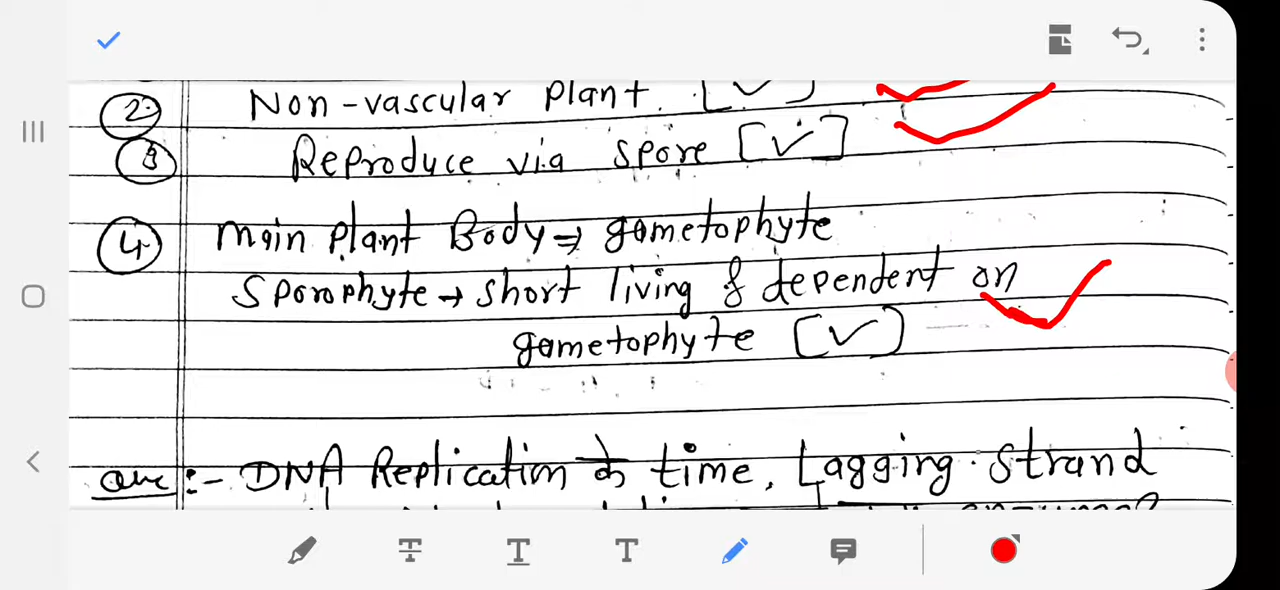 2. Non-vascular plant. [✓]
3 Reproduce via spore [✓]
4. Main plant Body ⇒ gametophyte
Sporophyte → short living & dependent on
gametophyte [✓]
Que :- DNA Replication के time, Lagging strand
T T T